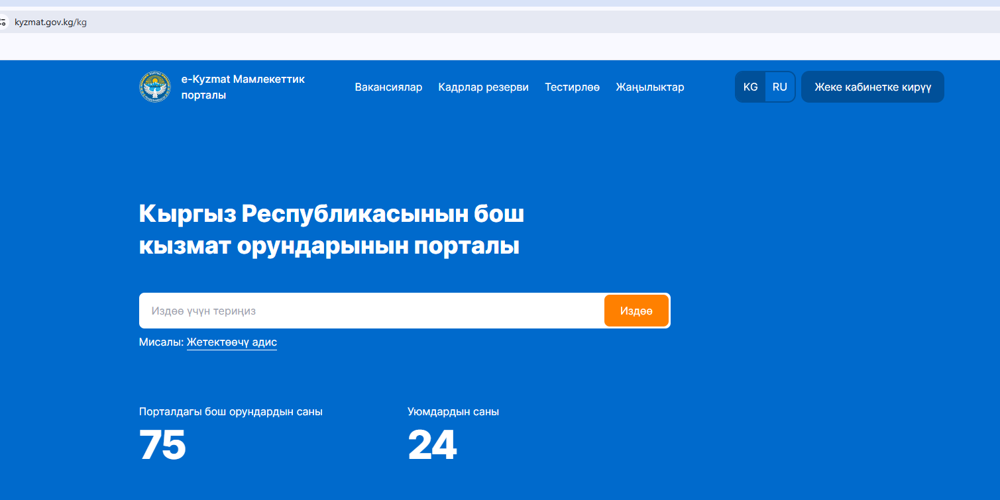 kyzmat.gov.kg/kg
e-Kyzmat Мамлекеттик
порталы
Вакансиялар Кадрлар резерви Тестирлөө Жаңылыктар
KG RU Жеке кабинетке кирүү
Кыргыз Республикасынын бош
кызмат орундарынын порталы
Издөө үчүн териңиз
Издөө
Мисалы: Жетектөөчү адис
Порталдагы бош орундардын саны
75
Уюмдардын саны
24